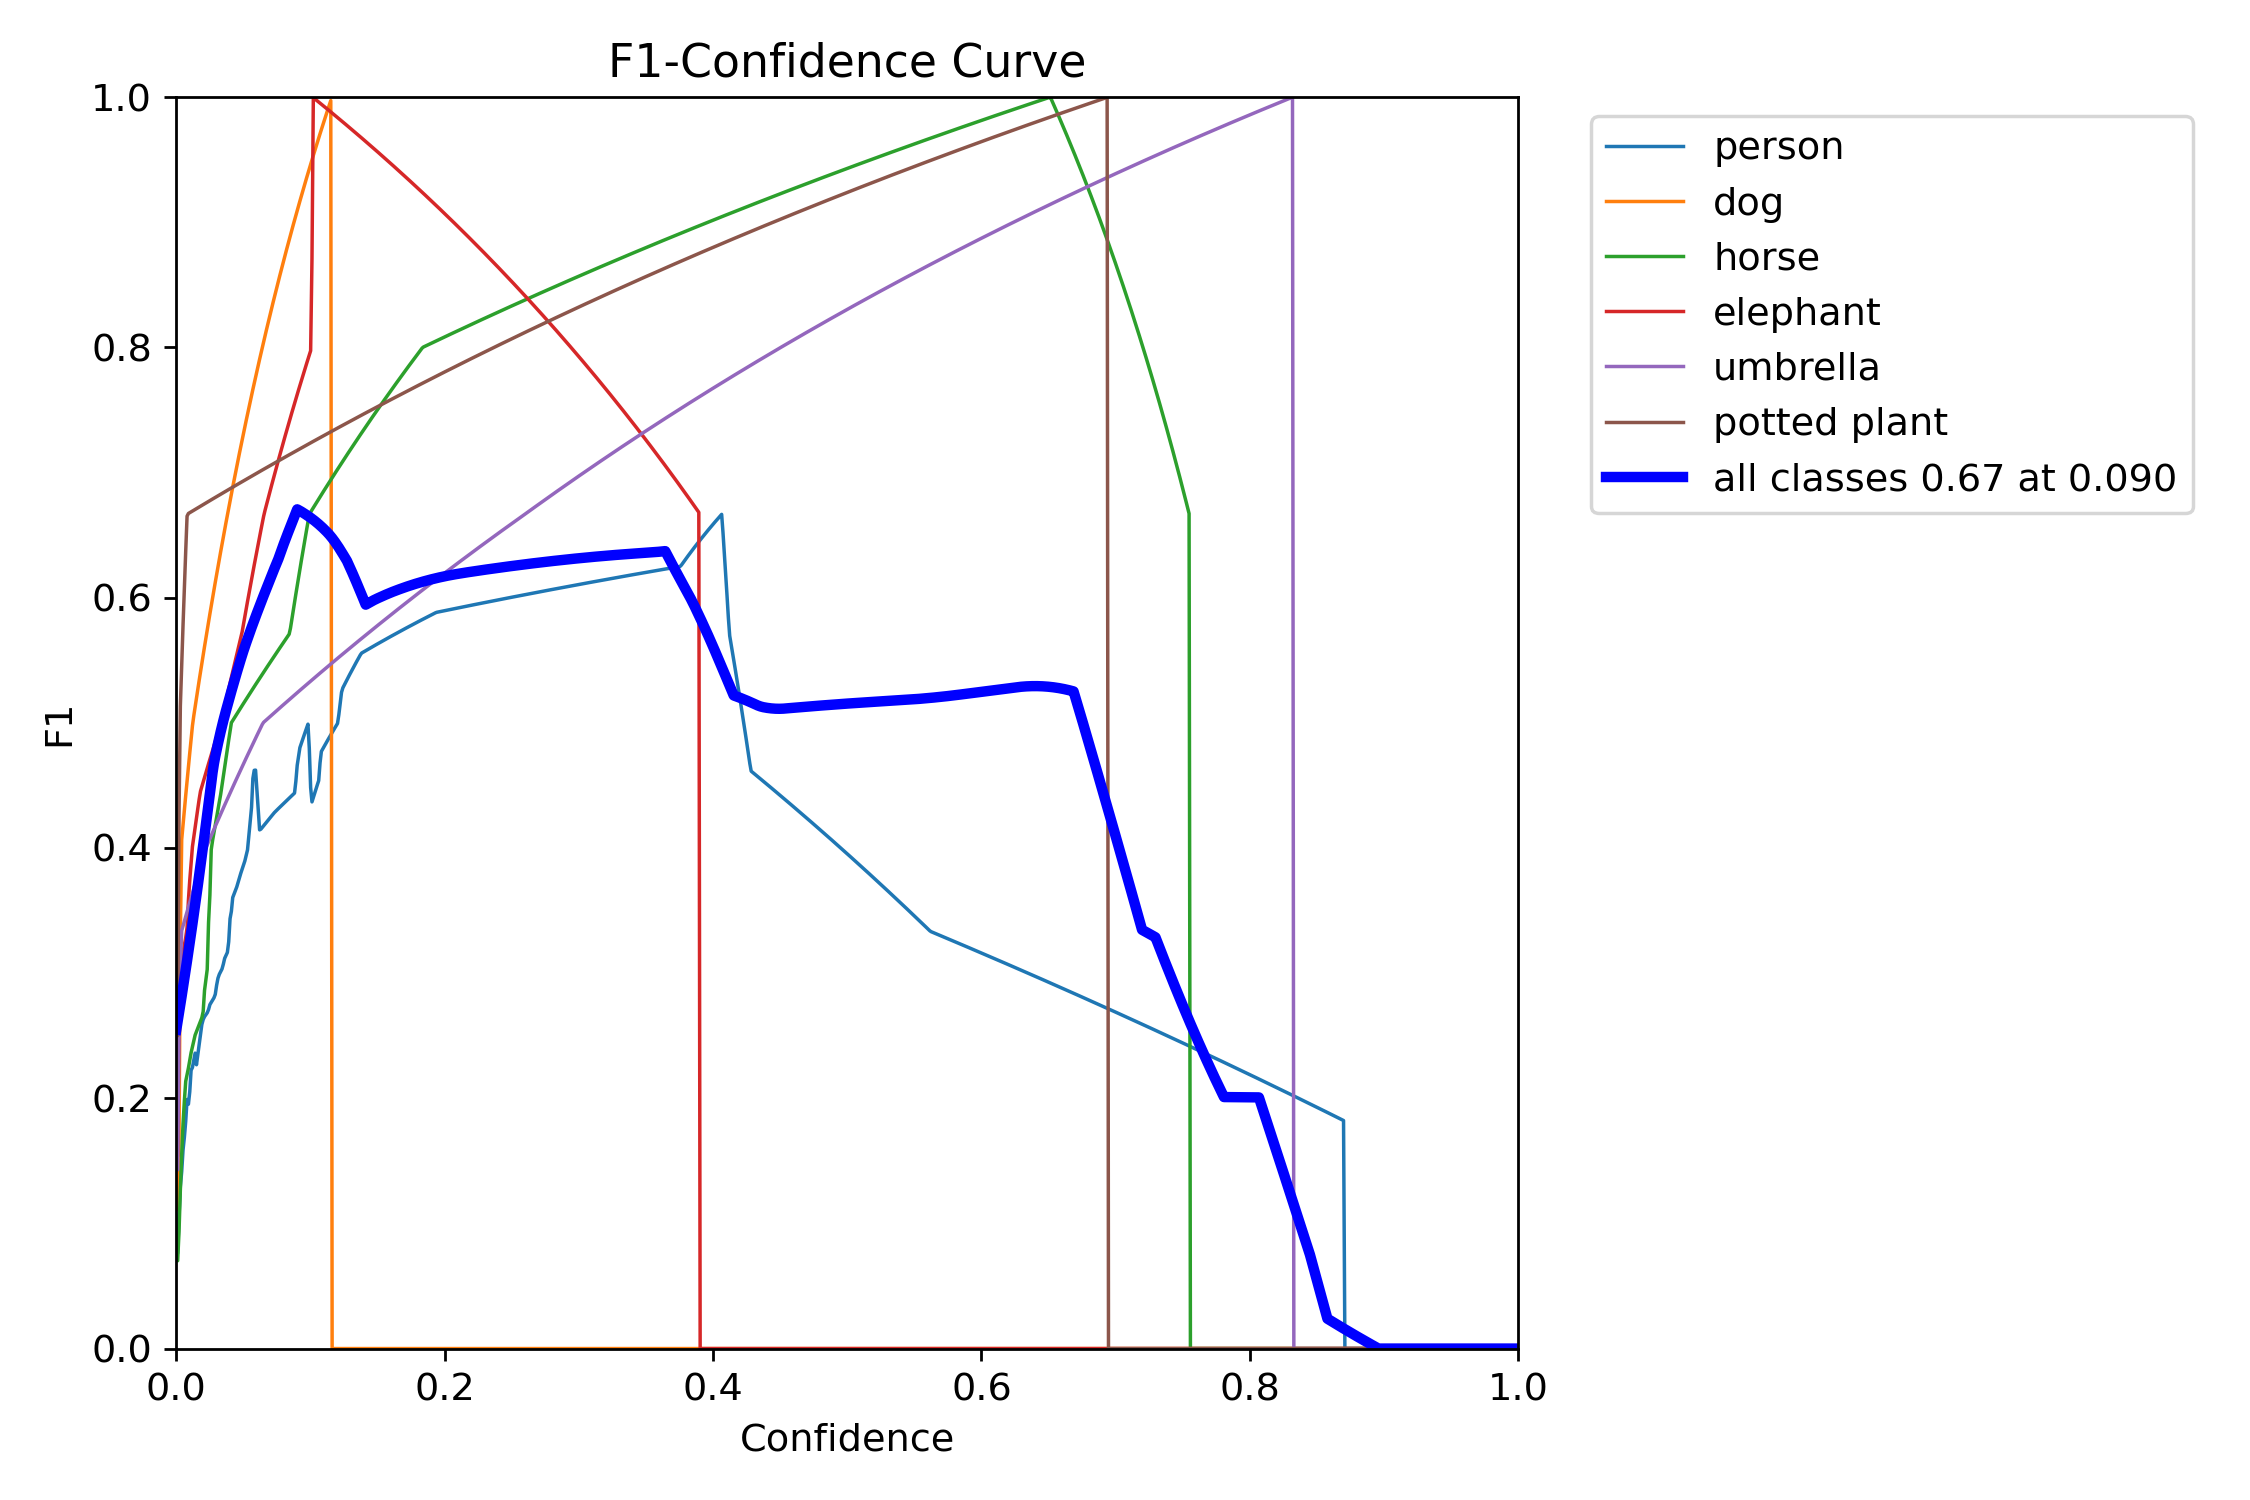 F1-Confidence Curve
1.0
0.8
0.6
0.4
0.2
0.0
F1
0.0 0.2 0.4 0.6 0.8 1.0
Confidence
person
dog
horse
elephant
umbrella
potted plant
all classes 0.67 at 0.090